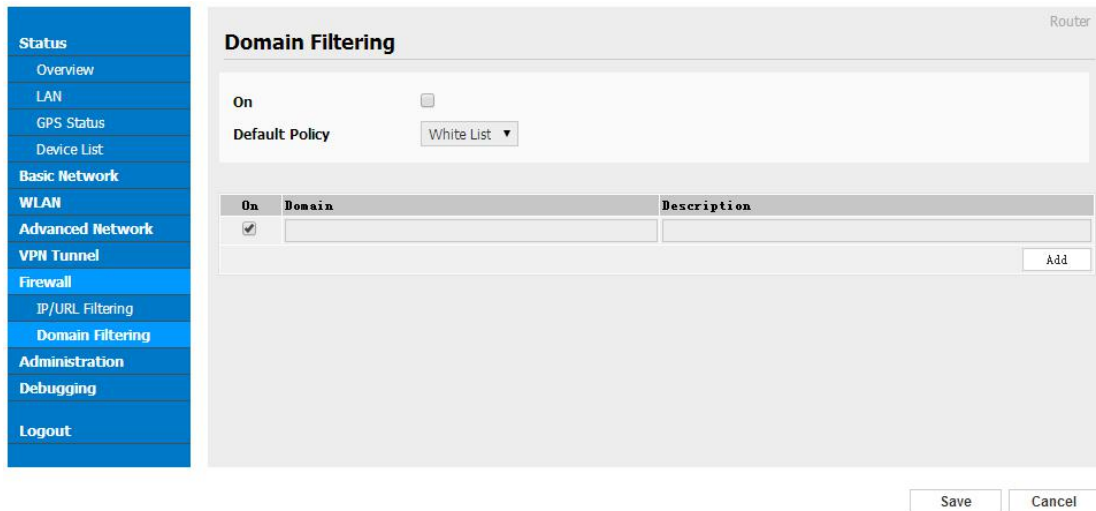 Router
Status
Overview
LAN
GPS Status
Device List
Basic Network
WLAN
Advanced Network
VPN Tunnel
Firewall
IP/URL Filtering
Domain Filtering
Administration
Debugging
Logout
Domain Filtering
On
Default Policy White List
On Domain Description
Add
Save Cancel